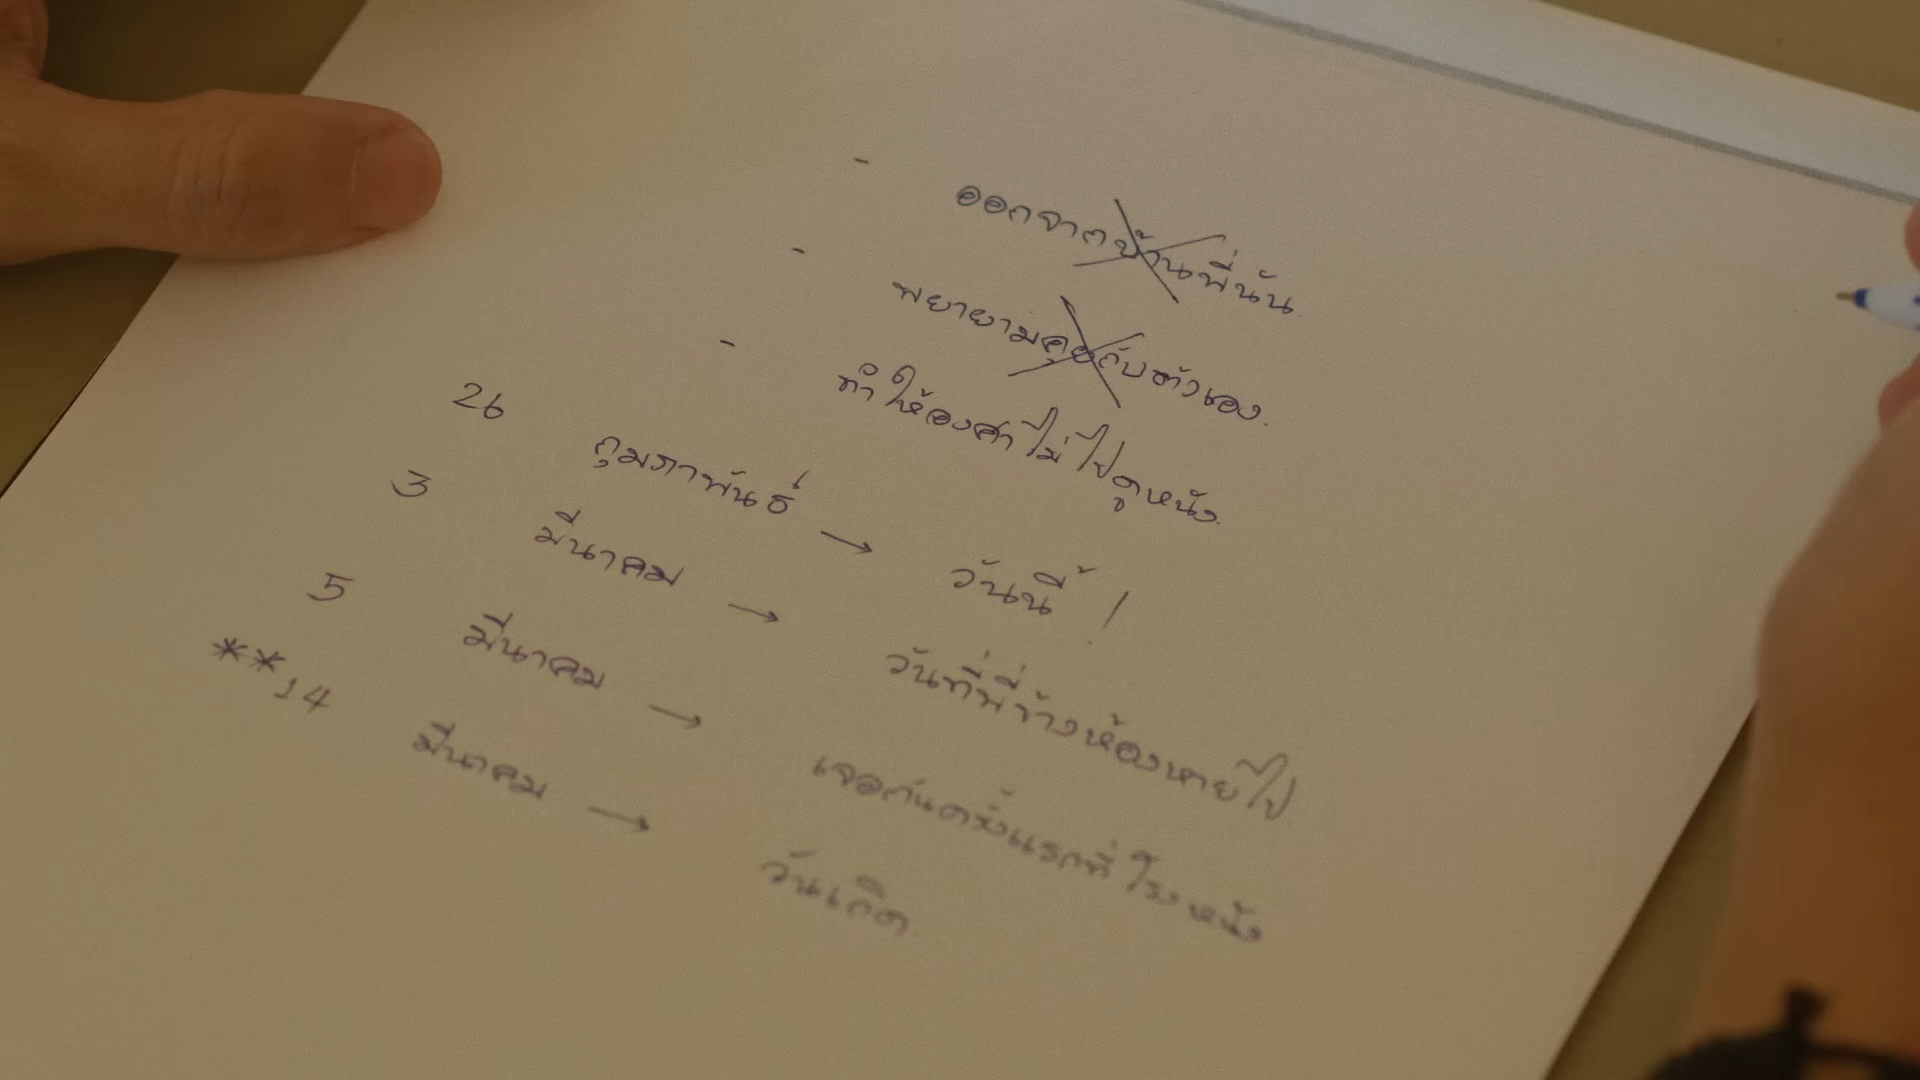 - ออกจากบ้านพี่นัน
- พยายามคุยกับตัวเอง.
- ทำให้องศาไม่ไปดูหนัง.
26 กุมภาพันธ์ → วันนี้ !
3 มีนาคม → วันที่พี่ข้างห้องหายไป
5 มีนาคม → เจอกันครั้งแรกที่โรงหนัง
**14 มีนาคม → วันเกิด.